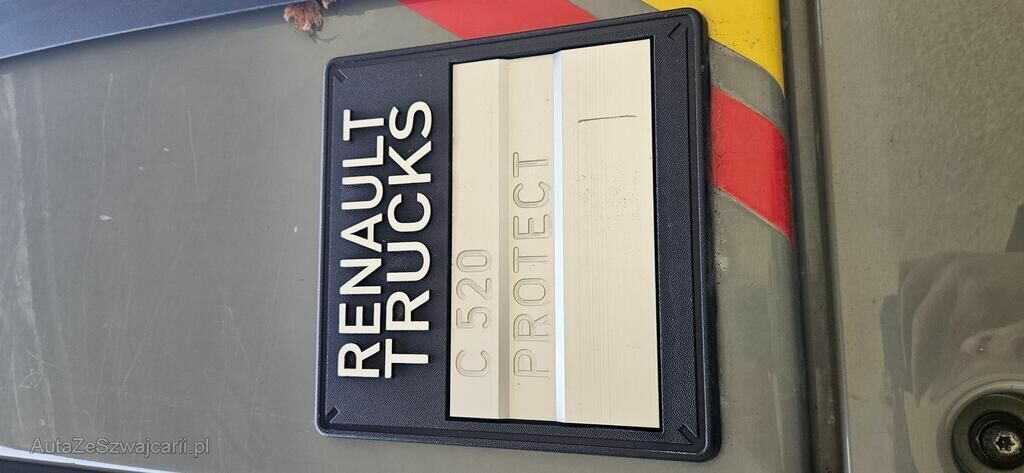 RENAULT
TRUCKS
C 520
PROTECT
AutaZeSzwajcarii.pl